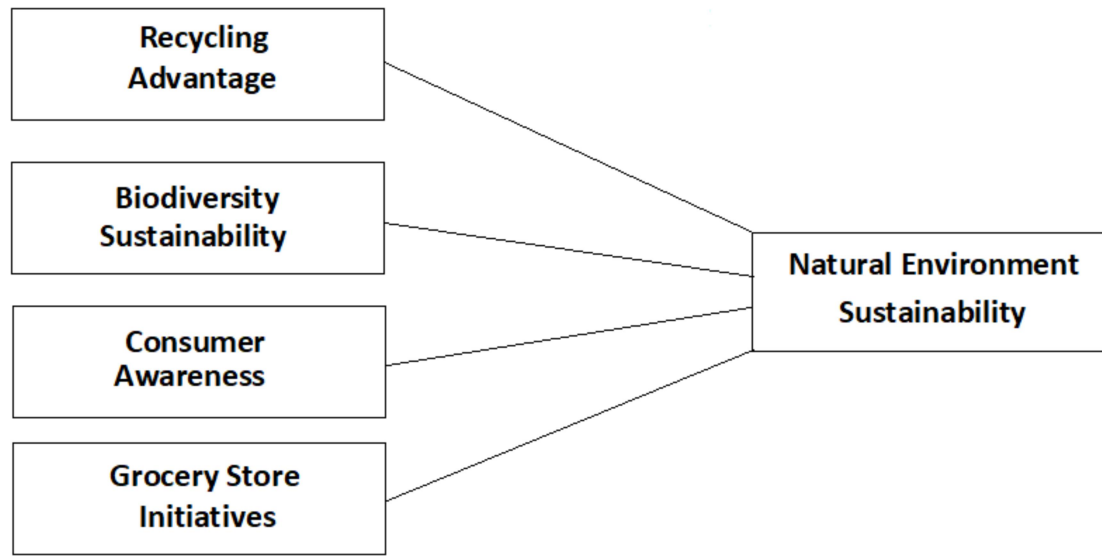 Recycling
Advantage
Biodiversity
Sustainability
Consumer
Awareness
Grocery Store
Initiatives
Natural Environment
Sustainability